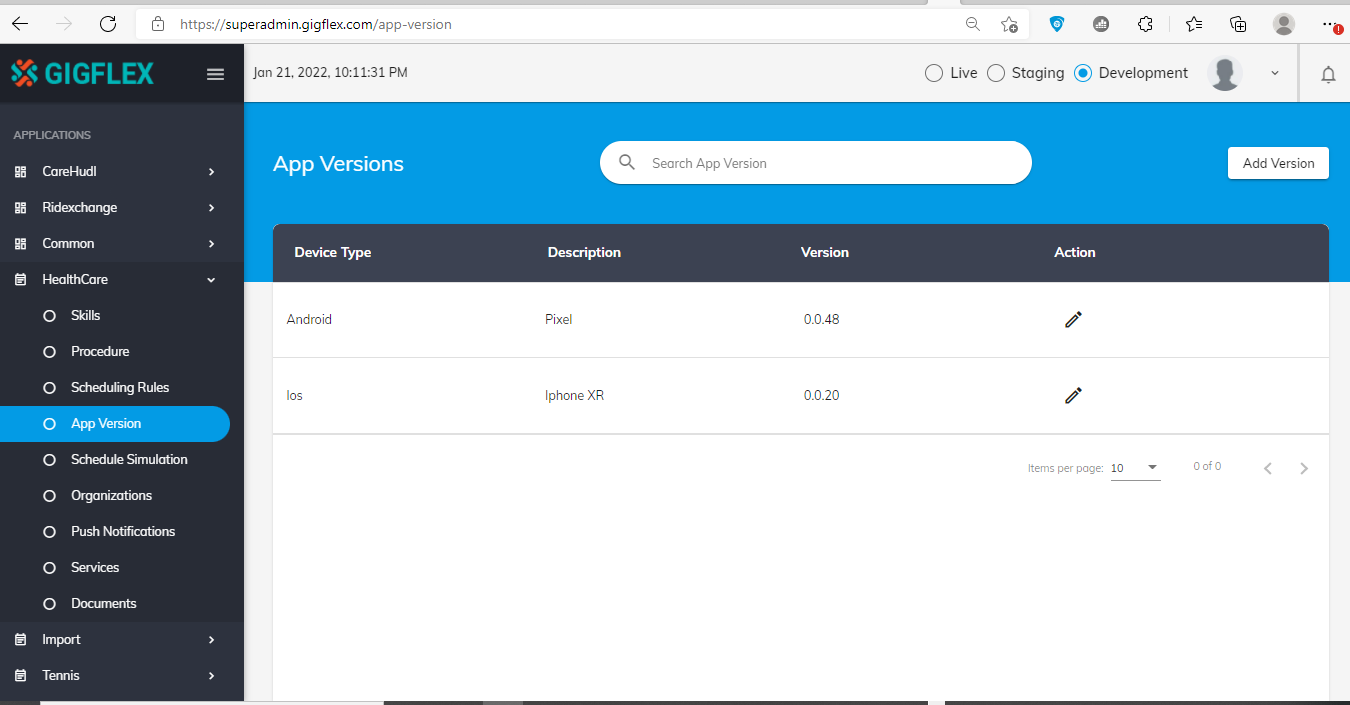 https://superadmin.gigflex.com/app-version
GIGFLEX
Jan 21, 2022, 10:11:31 PM
Live
Staging
Development
APPLICATIONS
CareHudl
Ridexchange
Common
HealthCare
Skills
Procedure
Scheduling Rules
App Version
Schedule Simulation
Organizations
Push Notifications
Services
Documents
Import
Tennis
App Versions
Search App Version
Add Version
Device Type Description Version Action
Android Pixel 0.0.48
Ios Iphone XR 0.0.20
Items per page: 10 0 of 0